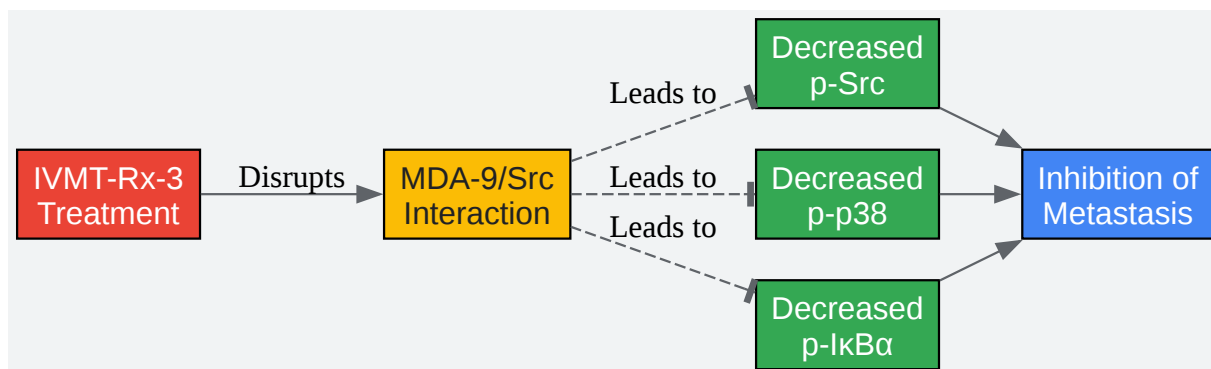 IVMT-Rx-3
Treatment
Disrupts
MDA-9/Src
Interaction
Leads to
Leads to
Leads to
Decreased
p-Src
Decreased
p-p38
Decreased
p-IκBα
Inhibition of
Metastasis